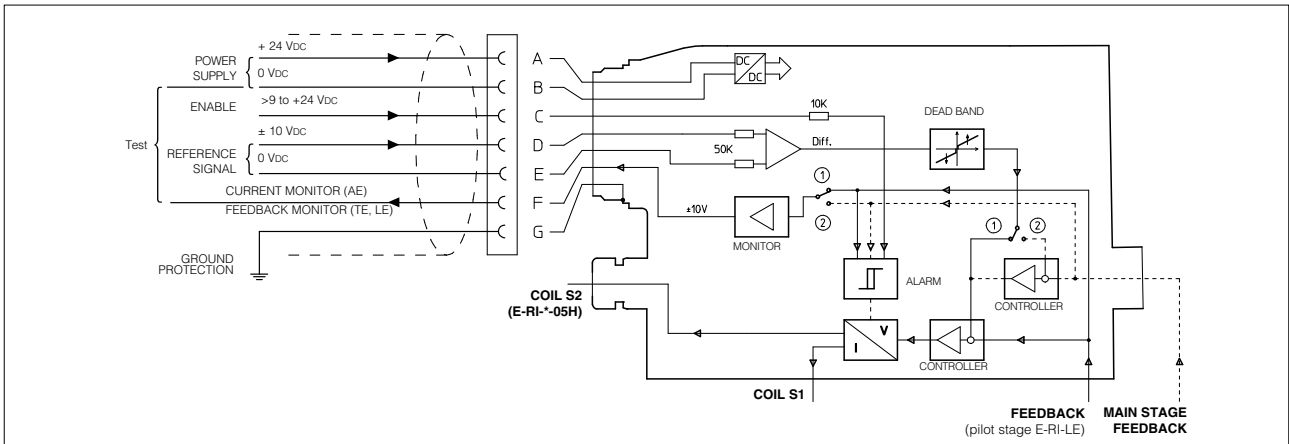 + 24 VDC
POWER
SUPPLY
0 VDC
ENABLE
>9 to +24 VDC
Test
± 10 VDC
REFERENCE
SIGNAL
0 VDC
CURRENT MONITOR (AE)
FEEDBACK MONITOR (TE, LE)
GROUND
PROTECTION
A
B
C
D
E
F
G
DC
DC
10K
50K
Diff.
DEAD BAND
±10V
MONITOR
①
②
①
②
ALARM
CONTROLLER
COIL S2
(E-RI-*-05H)
V
I
CONTROLLER
COIL S1
FEEDBACK
(pilot stage E-RI-LE)
MAIN STAGE
FEEDBACK